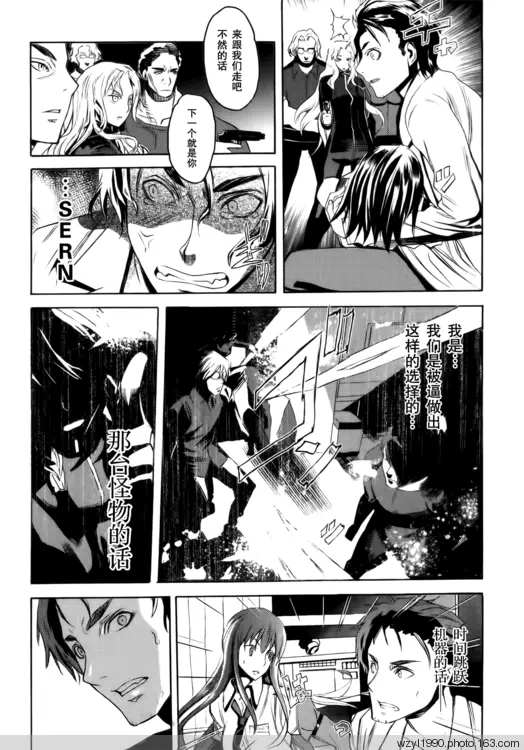 来跟我们走吧
不然的话
下一个就是你
…SERN
我是…
我们是被逼做出
这样的选择的…
那台怪物的话
时间跳跃
机器的话
wzyl1990.photo.163.com